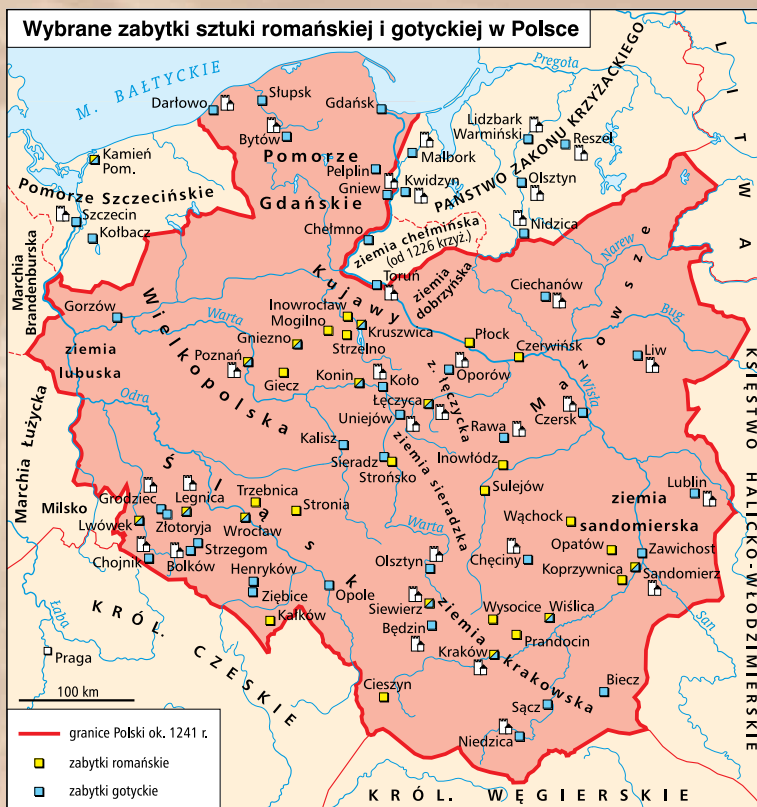 Wybrane zabytki sztuki romańskiej i gotyckiej w Polsce
M. BAŁTYCKIE
Pregoła
LITWA
Darłowo
Słupsk
Gdańsk
Bytów
Lidzbark
Warmiński
Reszel
Malbork
Kamień
Pom.
Pomorze
Gdańskie
Pelplin
Gniew
Kwidzyn
Olsztyn
PAŃSTWO ZAKONU KRZYŻACKIEGO
Pomorze Szczecińskie
Szczecin
Kołbacz
Nidzica
Chełmno
ziemia chełmińska
(od 1226 krzyż.)
Narew
Marchia
Brandenburska
Toruń
ziemia
dobrzyńska
Kujawy
Ciechanów
Gorzów
Wielkopolska
Warta
Inowrocław
Mogilno
Kruszwica
Strzelno
Gniezno
Płock
Czerwińsk
Mazowsze
Bug
Liw
ziemia
lubuska
Poznań
Giecz
Konin
Koło
Oporów
z. łęczycka
Łęczyca
Wisła
Odra
Uniejów
Rawa
Czersk
Kalisz
Sieradz
Strońsko
ziemia sieradzka
Inowłódz
Sulejów
Marchia Łużycka
Milsko
Śląsk
Grodziec
Legnica
Trzebnica
Stronia
Lublin
Lwówek
Złotoryja
Wrocław
Warta
Wąchock
ziemia
sandomierska
Strzegom
Chojnik
Bolków
Opatów
Zawichost
Olsztyn
Chęciny
Koprzywnica
Sandomierz
Henryków
Ziębice
Opole
Siewierz
Wysocice
Wiślica
Kałków
Będzin
ziemia krakowska
Prandocin
San
Łaba
Kraków
KRÓL. CZESKIE
Praga
Cieszyn
Biecz
Sącz
Niedzica
KSIĘSTWO HALICKO-WŁODZIMIERSKIE
KRÓL. WĘGIERSKIE
100 km
granice Polski ok. 1241 r.
zabytki romańskie
zabytki gotyckie